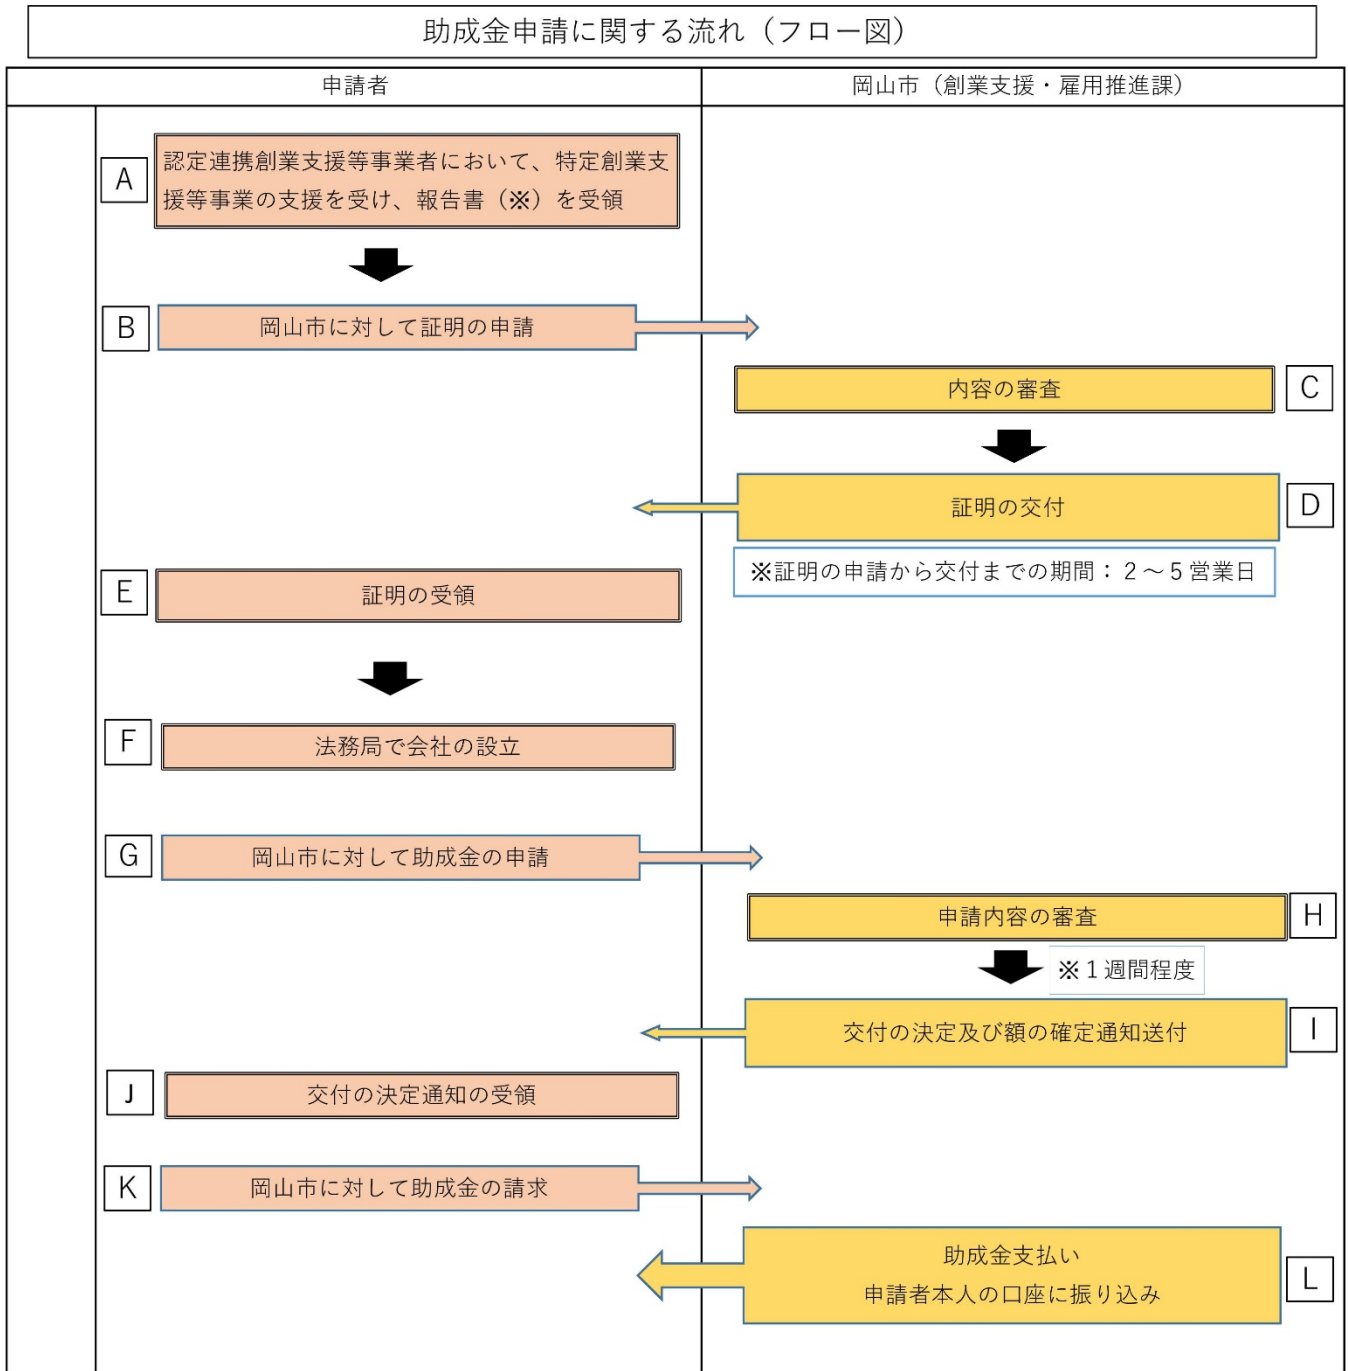 助成金申請に関する流れ（フロー図）
申請者
岡山市（創業支援・雇用推進課）
A
認定連携創業支援等事業者において、特定創業支
援等事業の支援を受け、報告書（※）を受領
B
岡山市に対して証明の申請
内容の審査
C
証明の交付
D
※証明の申請から交付までの期間：２～５営業日
E
証明の受領
F
法務局で会社の設立
G
岡山市に対して助成金の申請
申請内容の審査
H
※１週間程度
交付の決定及び額の確定通知送付
I
J
交付の決定通知の受領
K
岡山市に対して助成金の請求
助成金支払い
申請者本人の口座に振り込み
L